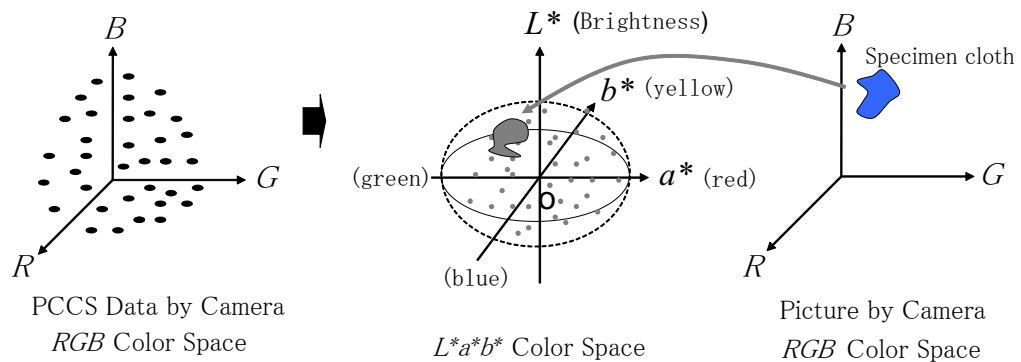 B
G
R
PCCS Data by Camera
RGB Color Space
L* (Brightness)
b* (yellow)
(green)
a* (red)
O
(blue)
L*a*b* Color Space
B
Specimen cloth
G
R
Picture by Camera
RGB Color Space